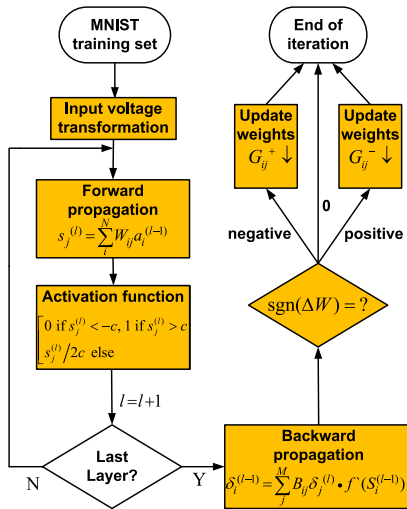 MNIST
training set
Input voltage
transformation
Forward
propagation
s_j^(l) = ∑_i^N W_ij a_i^(l-1)
Activation function
0 if s_j^(l) < -c, 1 if s_j^(l) > c
s_j^(l)/2c else
l=l+1
Last
Layer?
N
Y
Backward
propagation
δ_i^(l-1) = ∑_j^M B_ij δ_j^(l) • f`(S_i^(l-1))
sgn(ΔW) = ?
negative
0
positive
Update
weights
G_ij^+ ↓
Update
weights
G_ij^- ↓
End of
iteration